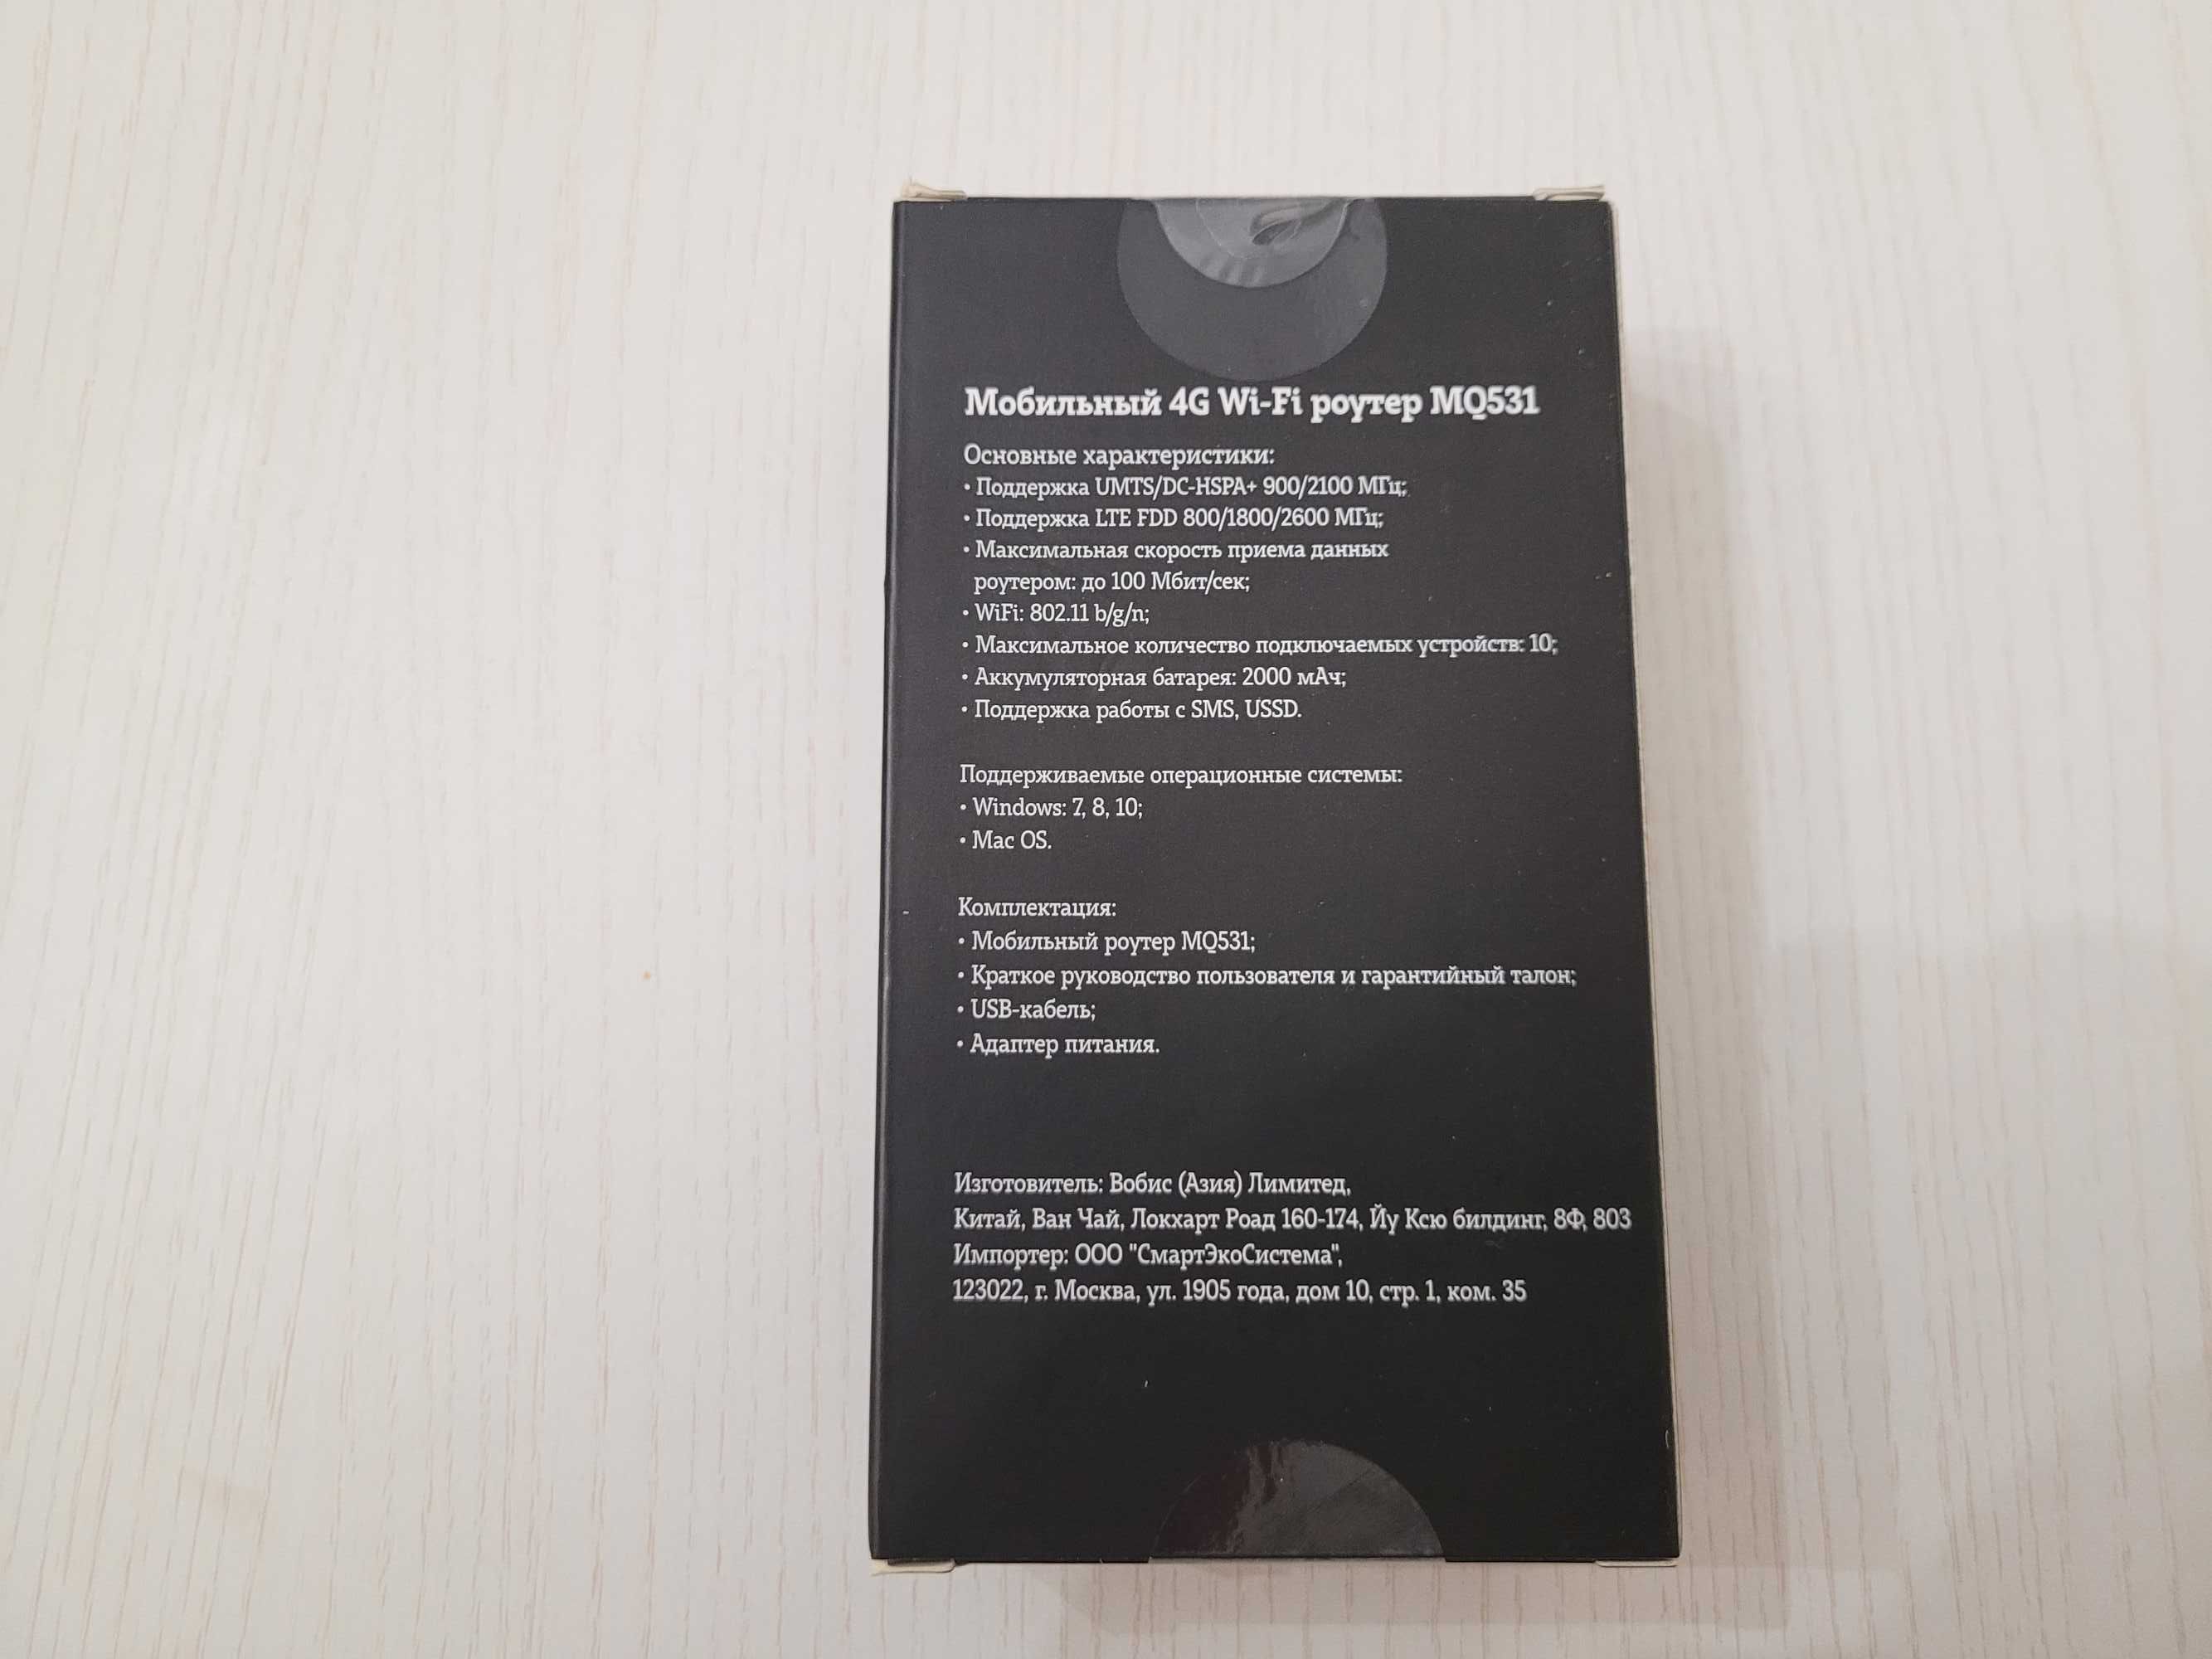 Мобильный 4G Wi-Fi роутер MQ531
Основные характеристики:
• Поддержка UMTS/DC-HSPA+ 900/2100 МГц;
• Поддержка LTE FDD 800/1800/2600 МГц;
• Максимальная скорость приема данных
роутером: до 100 Мбит/сек;
• WiFi: 802.11 b/g/n;
• Максимальное количество подключаемых устройств: 10;
• Аккумуляторная батарея: 2000 мАч;
• Поддержка работы с SMS, USSD.
Поддерживаемые операционные системы:
• Windows: 7, 8, 10;
• Mac OS.
Комплектация:
• Мобильный роутер MQ531;
• Краткое руководство пользователя и гарантийный талон;
• USB-кабель;
• Адаптер питания.
Изготовитель: Вобис (Азия) Лимитед,
Китай, Ван Чай, Локхарт Роад 160-174, Йу Ксю билдинг, 8Ф, 803
Импортер: ООО "СмартЭкоСистема",
123022, г. Москва, ул. 1905 года, дом 10, стр. 1, ком. 35